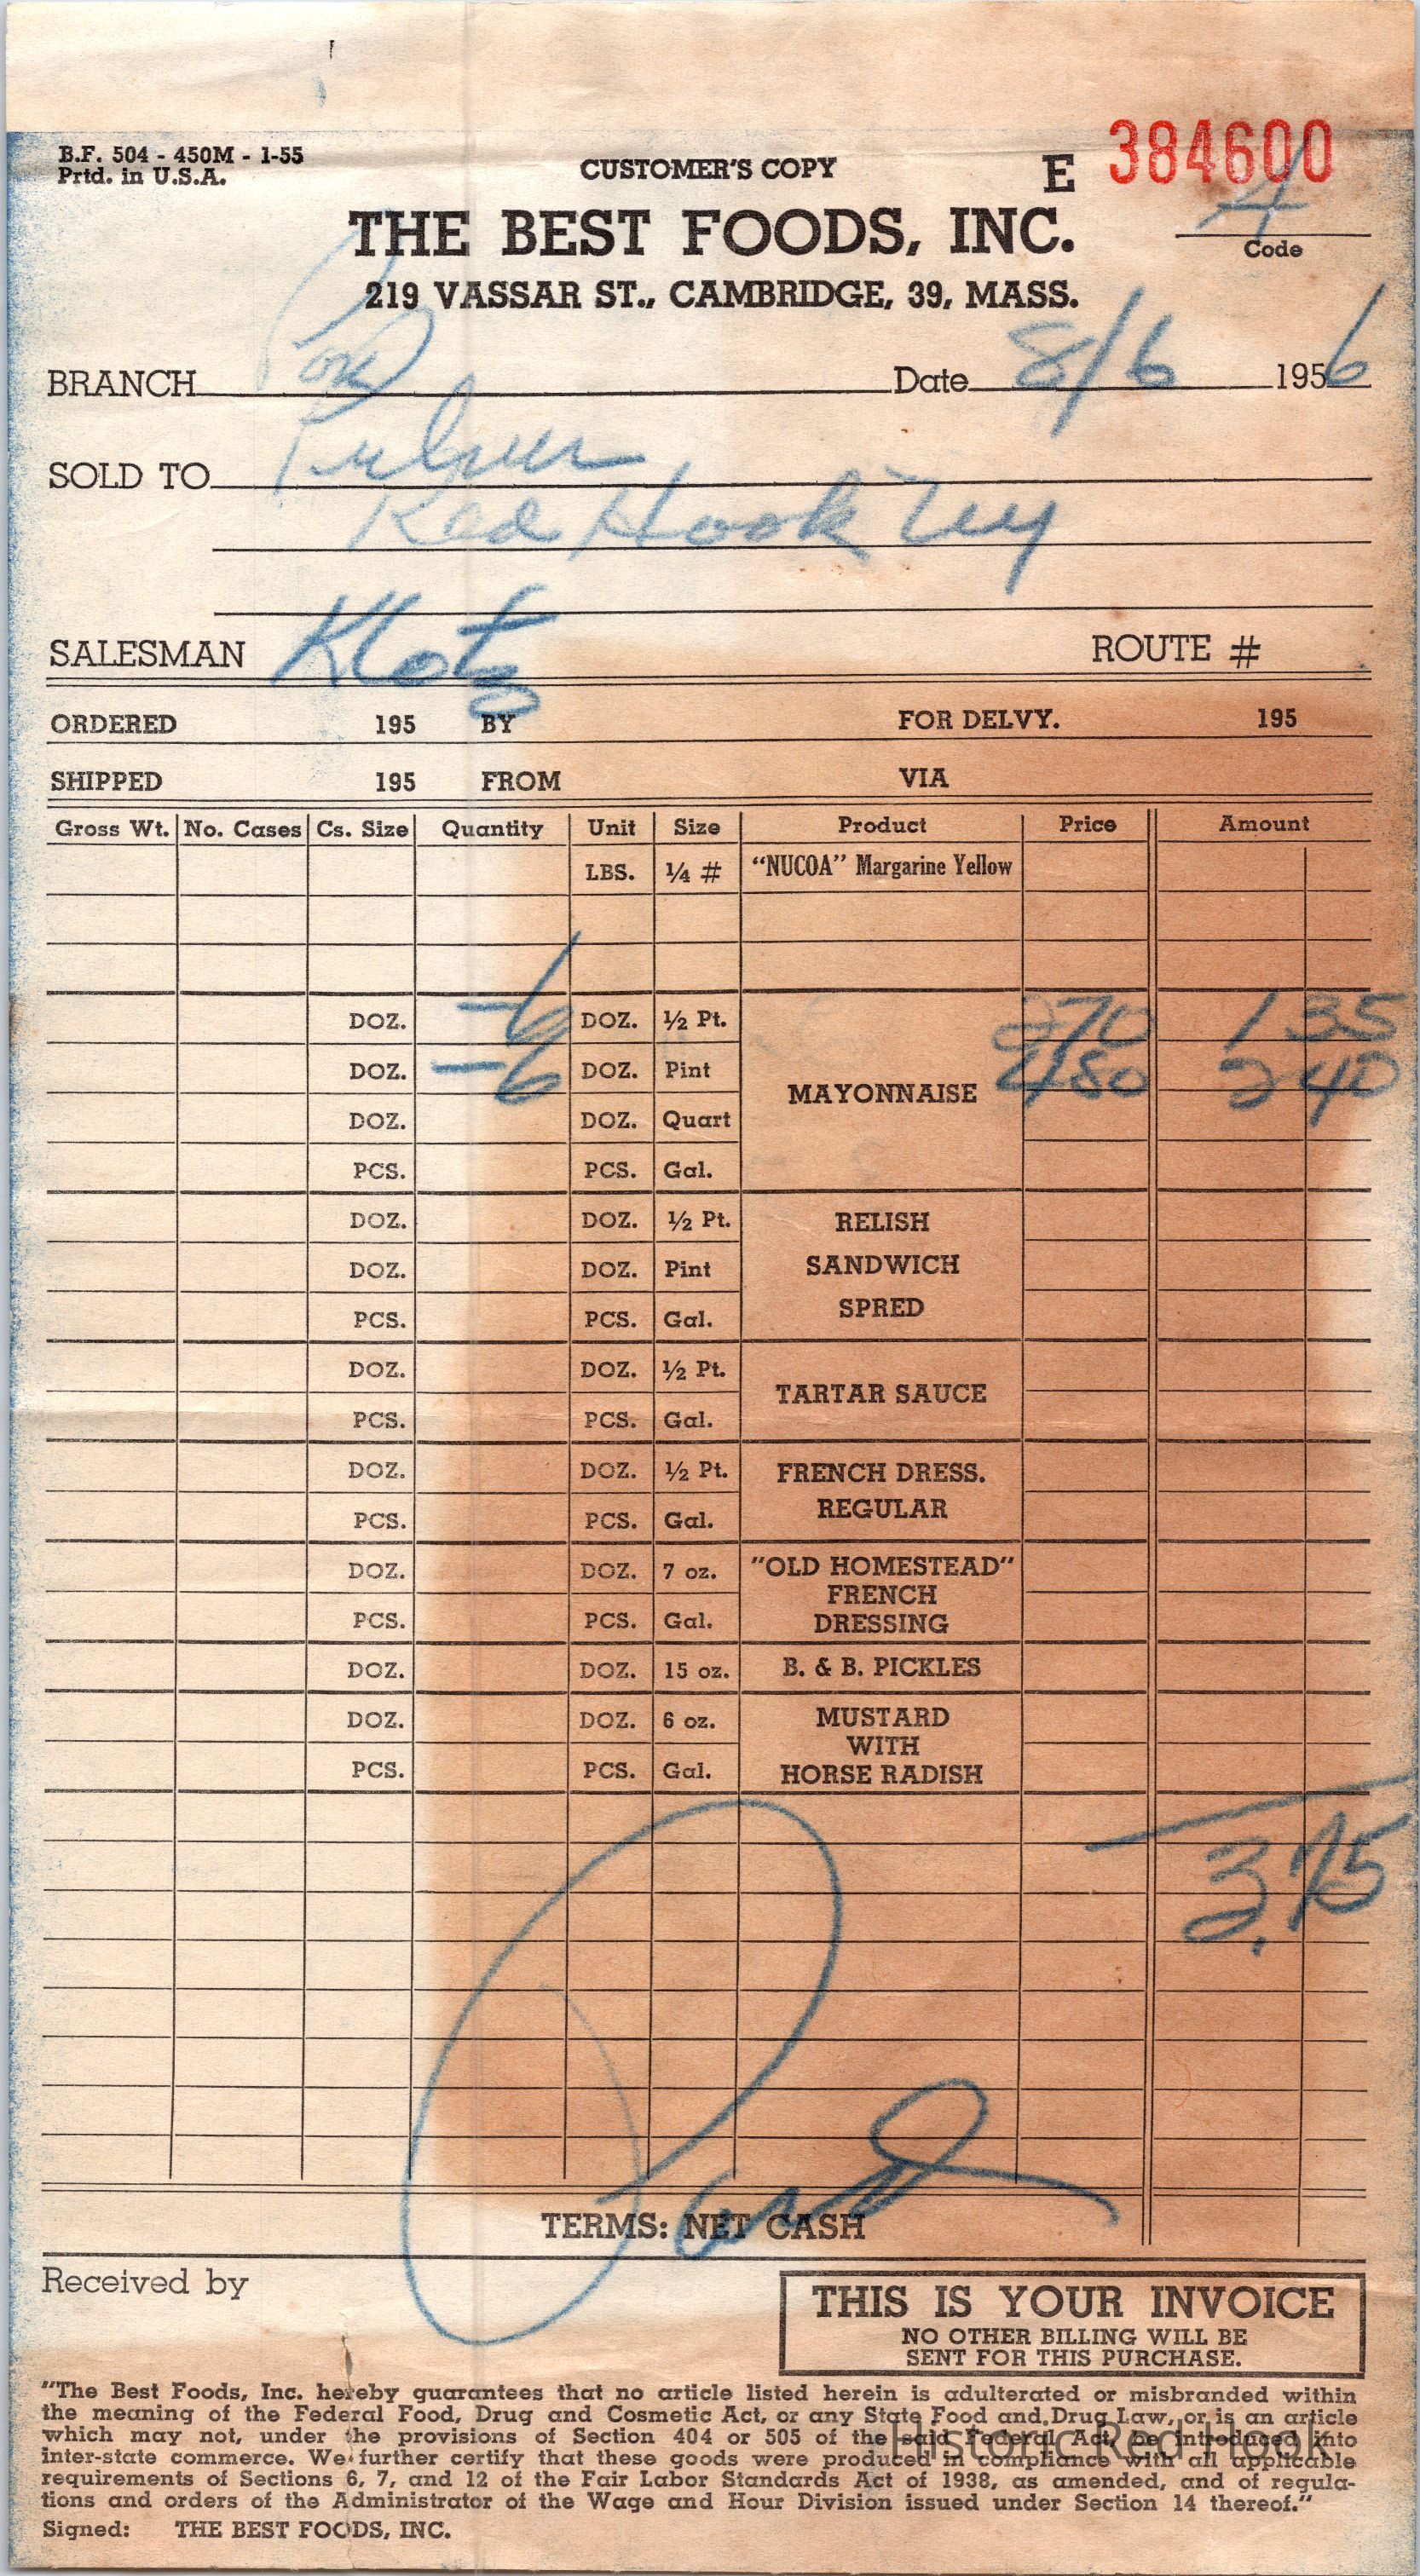 B.F. 504 - 450M - 1-55
Prtd. in U.S.A.
CUSTOMER'S COPY
E 384600
THE BEST FOODS, INC.
Code
219 VASSAR ST., CAMBRIDGE, 39, MASS.
BRANCH Po'k Date 8/6 1956
SOLD TO Pulver
Red Hook NY
SALESMAN Klotz ROUTE #
ORDERED 195 BY FOR DELVY. 195
SHIPPED 195 FROM VIA
Gross Wt. No. Cases Cs. Size Quantity Unit Size Product Price Amount
LBS. ¼ # "NUCOA" Margarine Yellow
DOZ. -6 DOZ. ½ Pt. 270 1 35
DOZ. -6 DOZ. Pint MAYONNAISE 480 2 40
DOZ. DOZ. Quart
PCS. PCS. Gal.
DOZ. DOZ. ½ Pt. RELISH
DOZ. DOZ. Pint SANDWICH
PCS. PCS. Gal. SPRED
DOZ. DOZ. ½ Pt. TARTAR SAUCE
PCS. PCS. Gal.
DOZ. DOZ. ½ Pt. FRENCH DRESS.
PCS. PCS. Gal. REGULAR
DOZ. DOZ. 7 oz. "OLD HOMESTEAD"
FRENCH
PCS. PCS. Gal. DRESSING
DOZ. DOZ. 15 oz. B. & B. PICKLES
DOZ. DOZ. 6 oz. MUSTARD
WITH
PCS. PCS. Gal. HORSE RADISH
3.75
Paid
TERMS: NET CASH
Received by
THIS IS YOUR INVOICE
NO OTHER BILLING WILL BE
SENT FOR THIS PURCHASE.
"The Best Foods, Inc. hereby guarantees that no article listed herein is adulterated or misbranded within
the meaning of the Federal Food, Drug and Cosmetic Act, or any State Food and Drug Law, or is an article
which may not, under the provisions of Section 404 or 505 of the said Federal Act, be introduced into
inter-state commerce. We further certify that these goods were produced in compliance with all applicable
requirements of Sections 6, 7, and 12 of the Fair Labor Standards Act of 1938, as amended, and of regula-
tions and orders of the Administrator of the Wage and Hour Division issued under Section 14 thereof."
Signed: THE BEST FOODS, INC.
Historic Red Hook